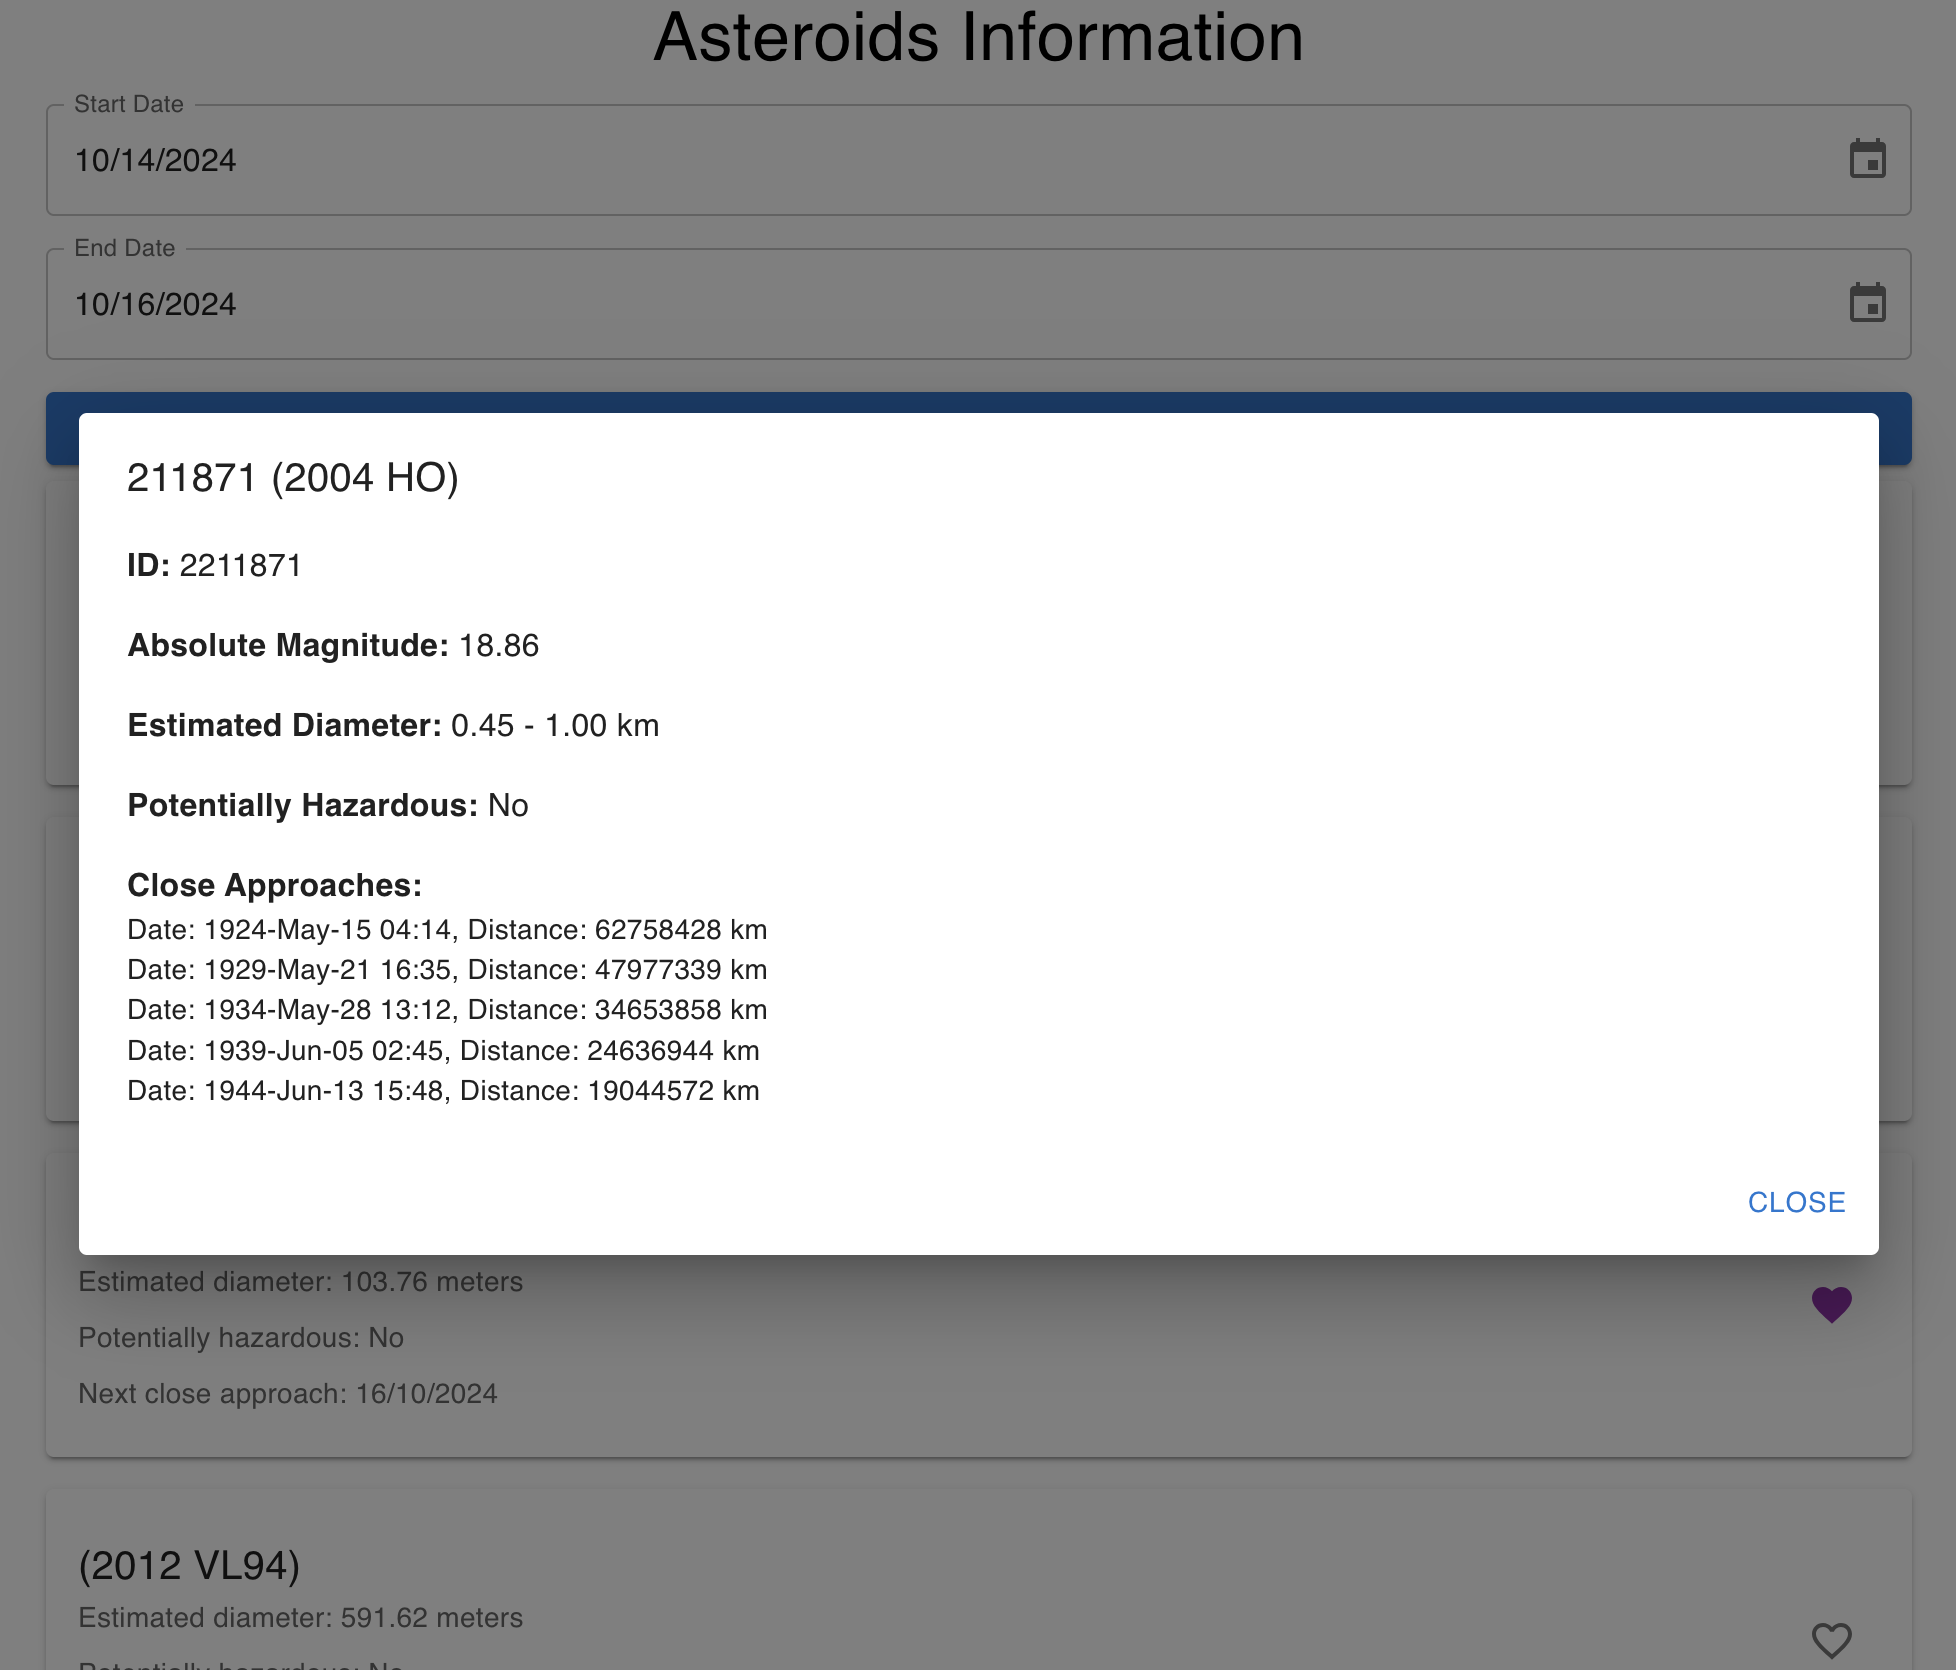 Asteroids Information
Start Date
10/14/2024
End Date
10/16/2024
211871 (2004 HO)
ID: 2211871
Absolute Magnitude: 18.86
Estimated Diameter: 0.45 - 1.00 km
Potentially Hazardous: No
Close Approaches:
Date: 1924-May-15 04:14, Distance: 62758428 km
Date: 1929-May-21 16:35, Distance: 47977339 km
Date: 1934-May-28 13:12, Distance: 34653858 km
Date: 1939-Jun-05 02:45, Distance: 24636944 km
Date: 1944-Jun-13 15:48, Distance: 19044572 km
CLOSE
Estimated diameter: 103.76 meters
Potentially hazardous: No
Next close approach: 16/10/2024
(2012 VL94)
Estimated diameter: 591.62 meters
Potentially hazardous: No